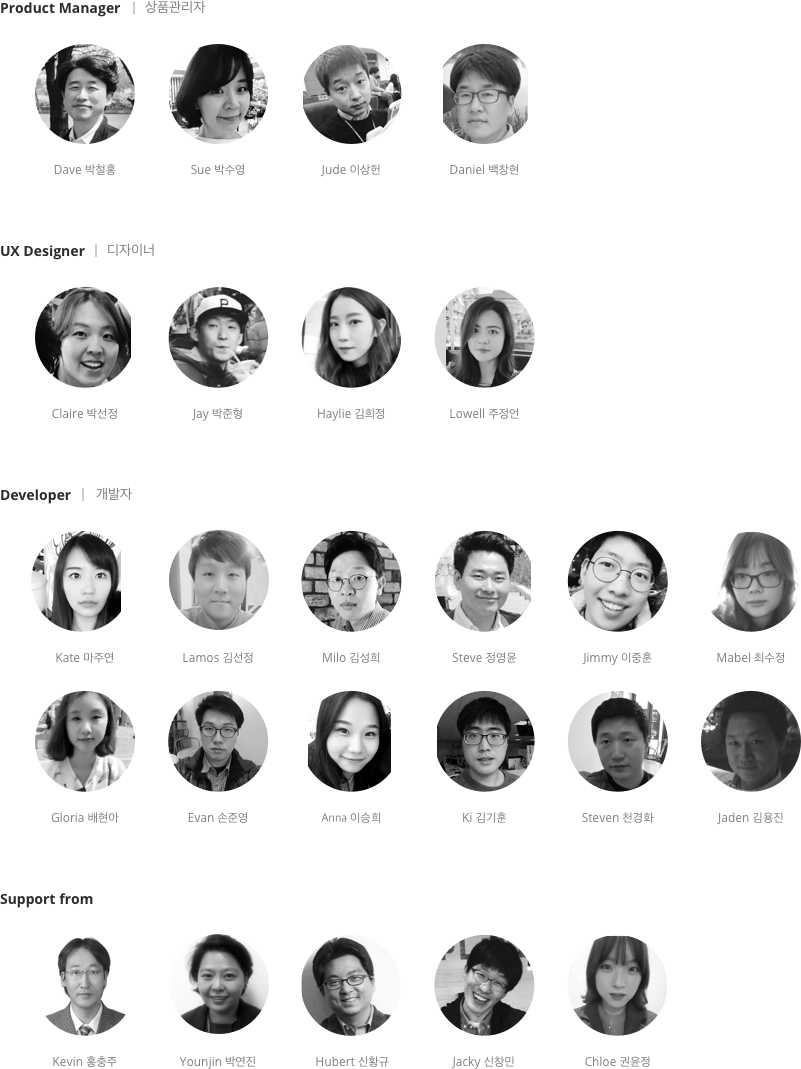 Product Manager | 상품관리자
Dave 박철홍 Sue 박수영 Jude 이상헌 Daniel 백창현
UX Designer | 디자이너
Claire 박선정 Jay 박준형 Haylie 김희정 Lowell 주정언
Developer | 개발자
Kate 마주연 Lamos 김선정 Milo 김성희 Steve 정영윤 Jimmy 이중훈 Mabel 최수정
Gloria 배현아 Evan 손준영 Anna 이승희 Ki 김기훈 Steven 천경화 Jaden 김용진
Support from
Kevin 홍충주 Younjin 박연진 Hubert 신황규 Jacky 신창민 Chloe 권윤정